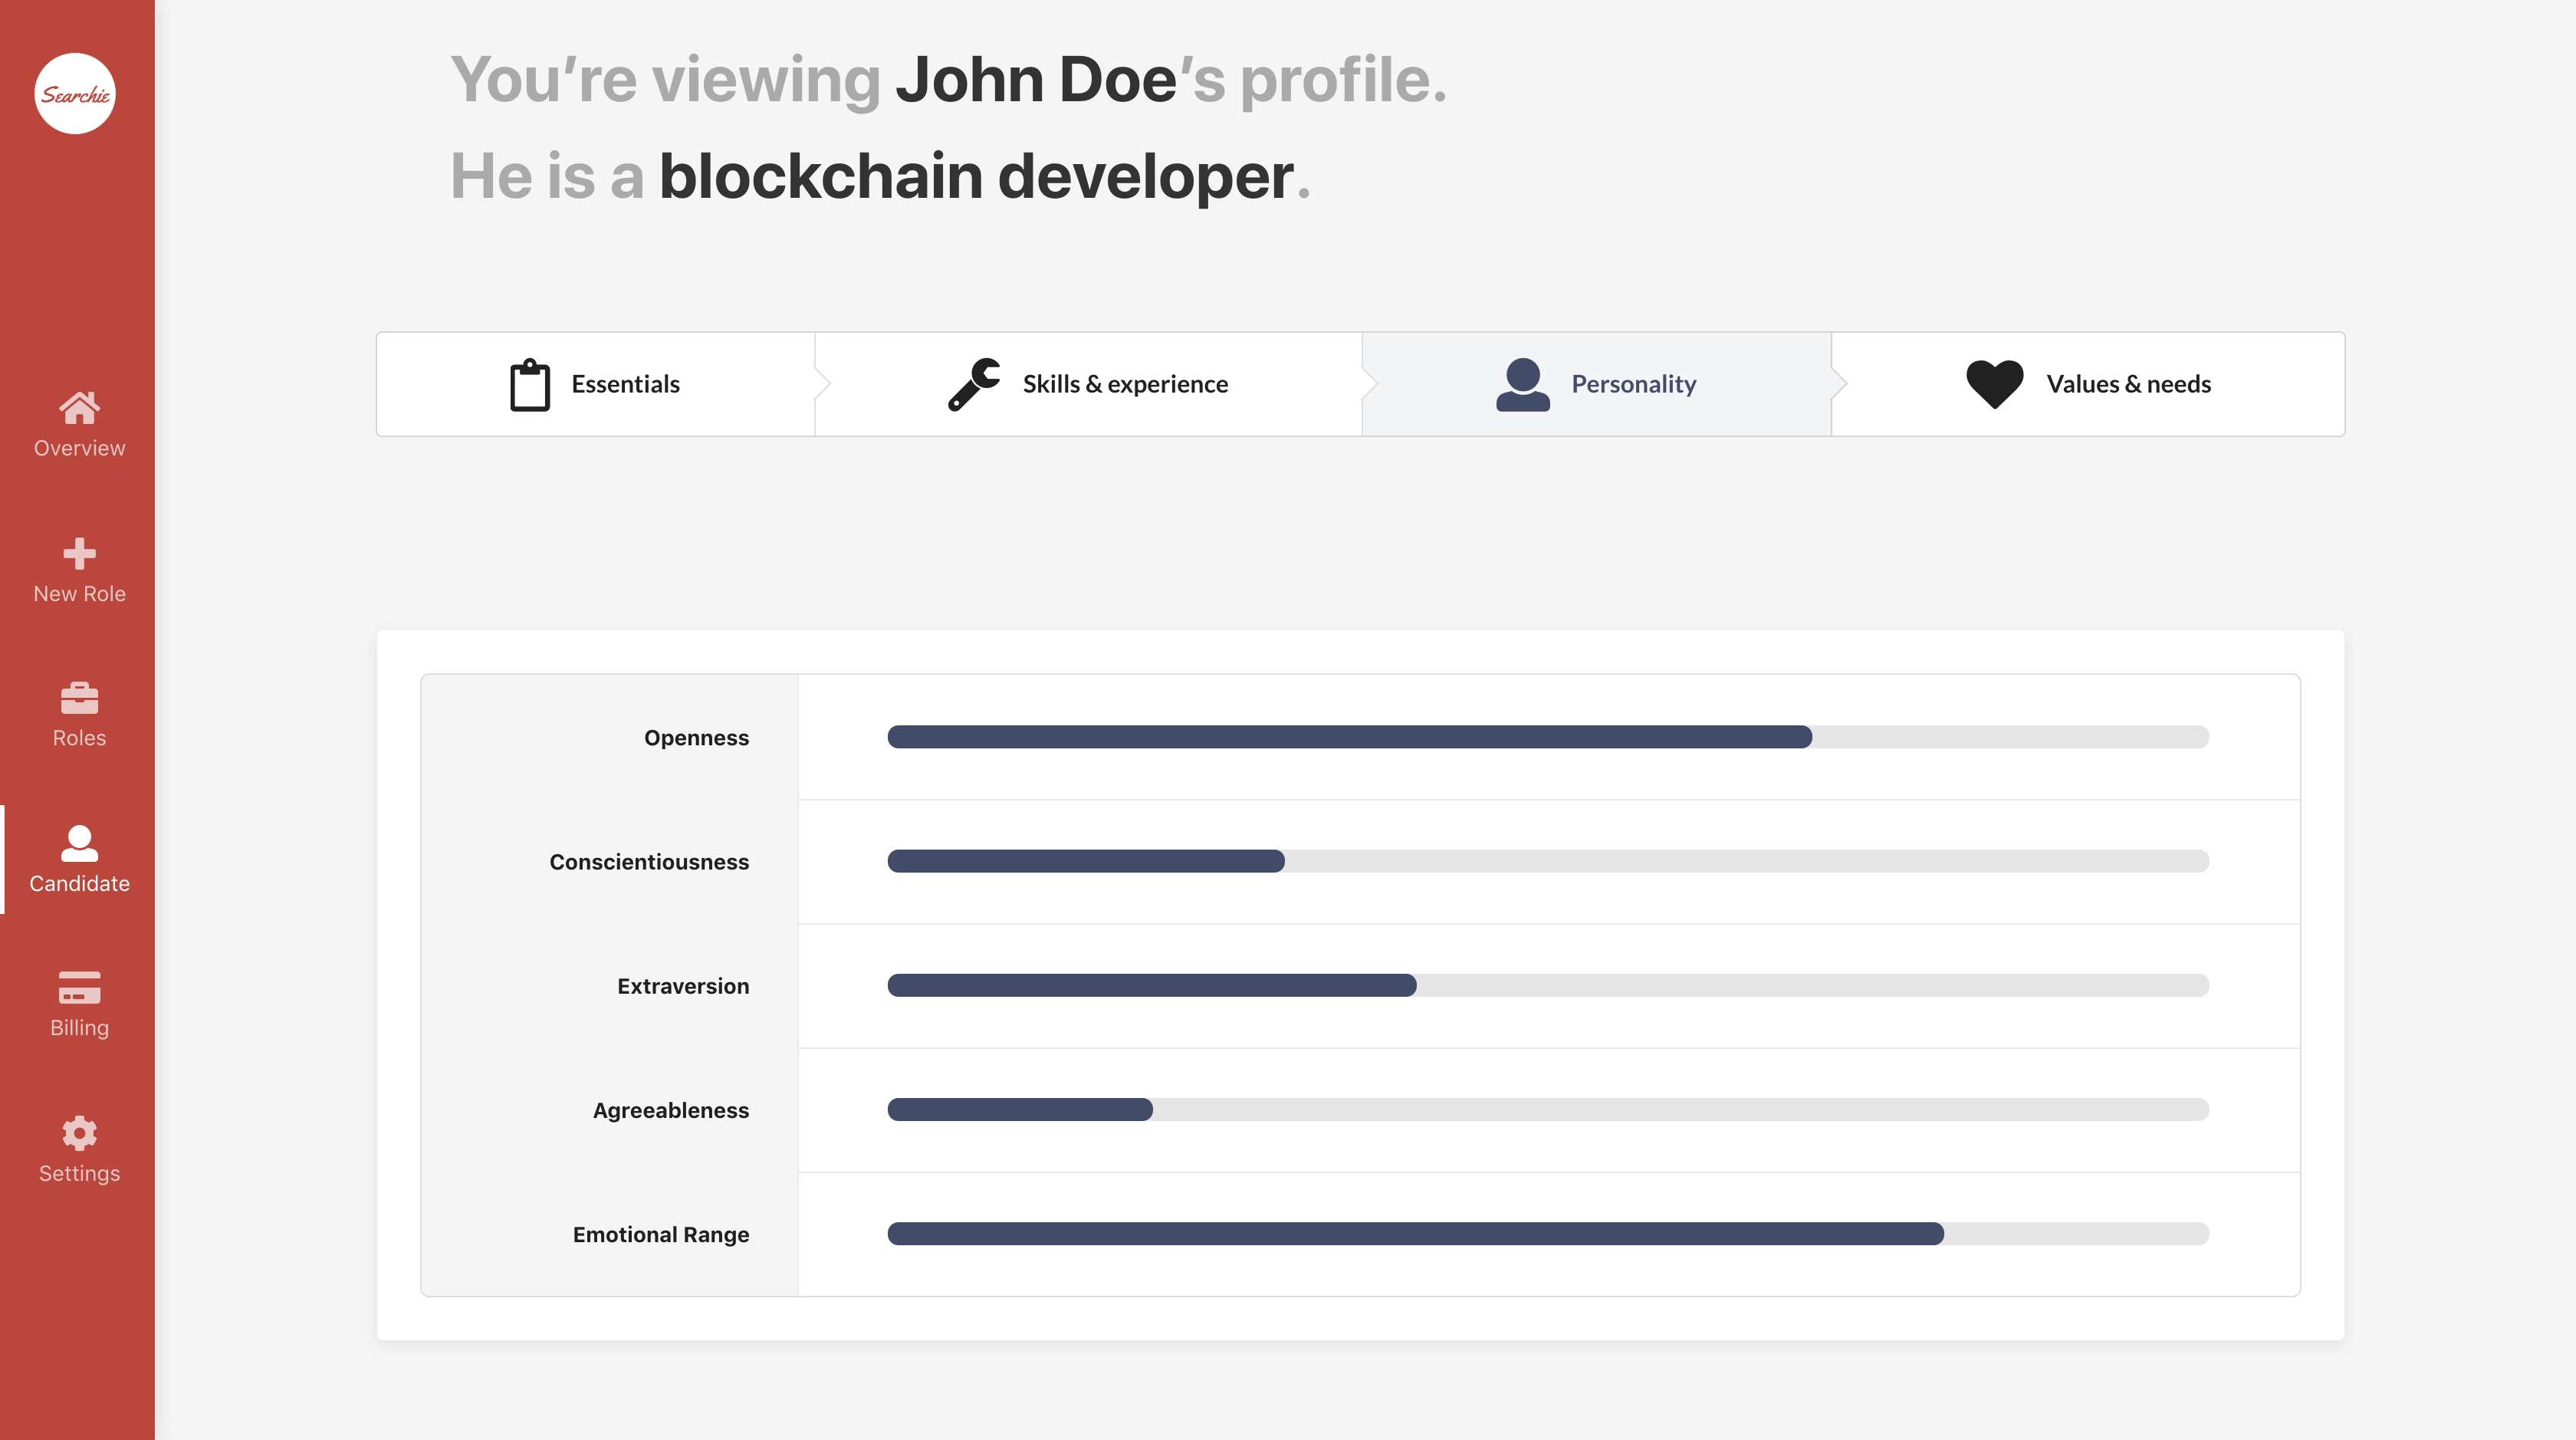 Searchie
You’re viewing John Doe’s profile.
He is a blockchain developer.
Essentials
Skills & experience
Personality
Values & needs
Overview
New Role
Roles
Candidate
Billing
Settings
Openness
Conscientiousness
Extraversion
Agreeableness
Emotional Range